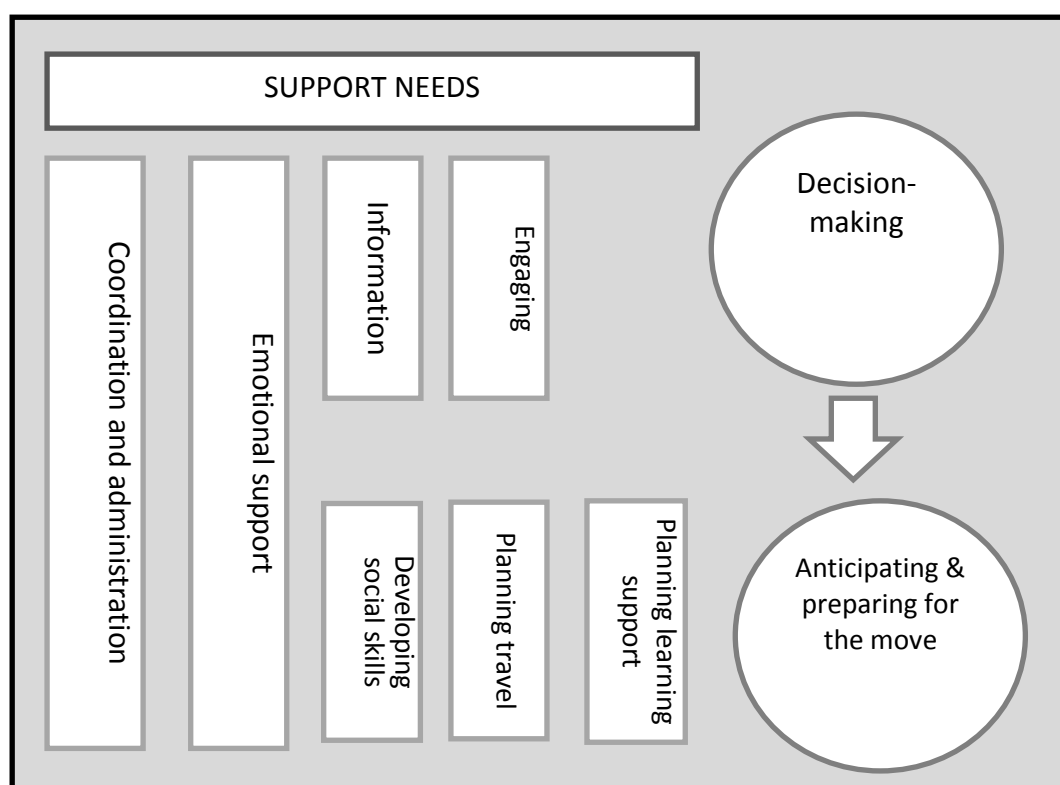 SUPPORT NEEDS
Coordination and administration
Emotional support
Information
Engaging
Decision-
making
Developing
social skills
Planning travel
Planning learning
support
Anticipating &
preparing for
the move